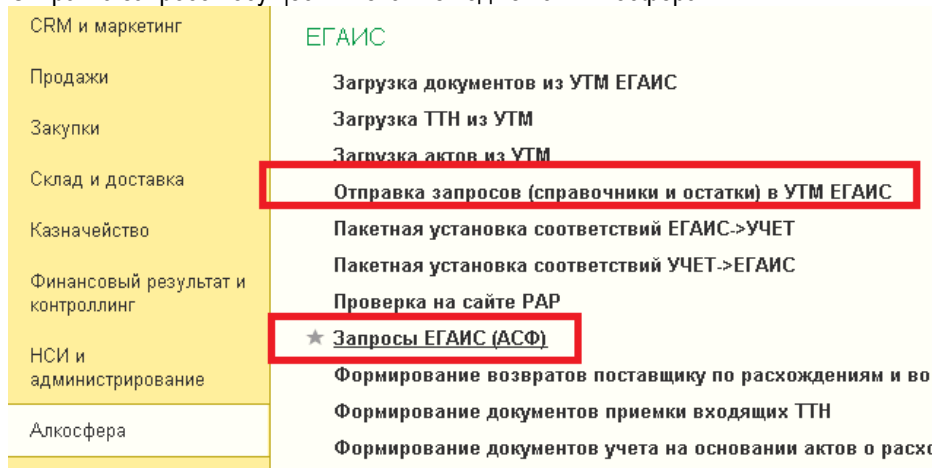 CRM и маркетинг
Продажи
Закупки
Склад и доставка
Казначейство
Финансовый результат и
контроллинг
НСИ и
администрирование
Алкосфера
ЕГАИС
Загрузка документов из УТМ ЕГАИС
Загрузка ТТН из УТМ
Загрузка актов из УТМ
Отправка запросов (справочники и остатки) в УТМ ЕГАИС
Пакетная установка соответствий ЕГАИС->УЧЕТ
Пакетная установка соответствий УЧЕТ->ЕГАИС
Проверка на сайте РАР
Запросы ЕГАИС (АСФ)
Формирование возвратов поставщику по расхождениям и во
Формирование документов приемки входящих ТТН
Формирование документов учета на основании актов о расхо